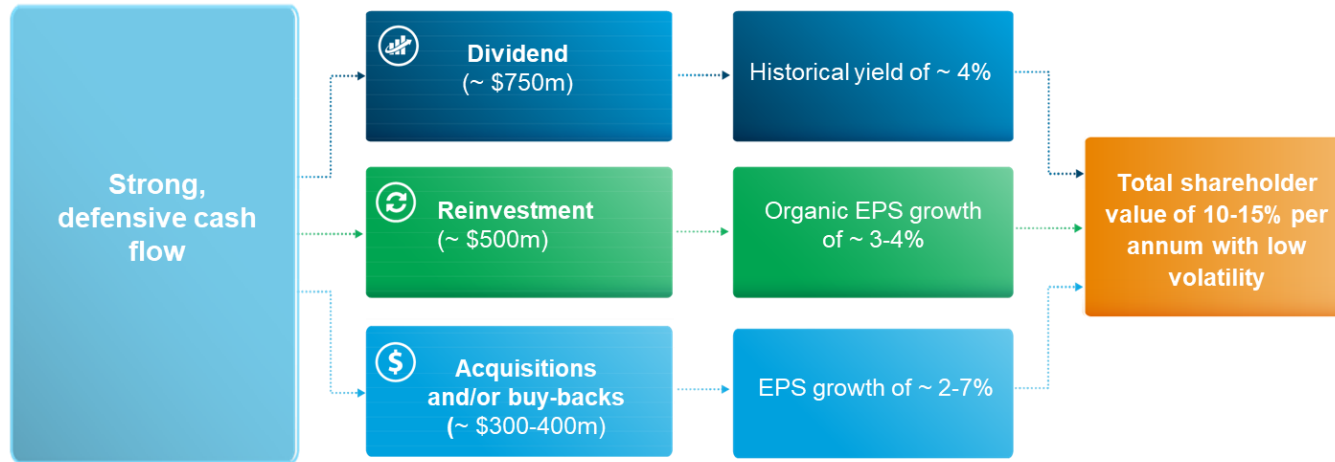 Strong,
defensive cash
flow
Dividend
(~ $750m)
Historical yield of ~ 4%
Reinvestment
(~ $500m)
Organic EPS growth
of ~ 3-4%
$
Acquisitions
and/or buy-backs
(~ $300-400m)
EPS growth of ~ 2-7%
Total shareholder
value of 10-15% per
annum with low
volatility